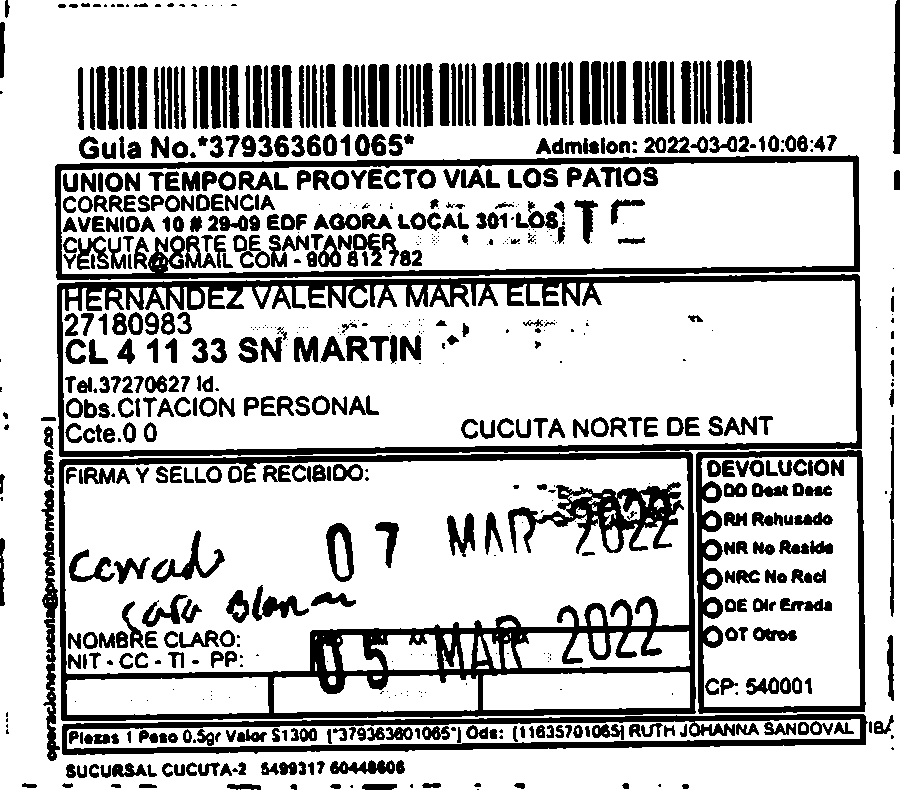 Guia No.*379363601065*
Admision: 2022-03-02-10:06:47
UNION TEMPORAL PROYECTO VIAL LOS PATIOS
CORRESPONDENCIA
AVENIDA 10 # 29-09 EDF AGORA LOCAL 301 LOS
CUCUTA NORTE DE SANTANDER
YEISMIR@GMAIL COM - 900 812 782
HERNANDEZ VALENCIA MARIA ELENA
27180983
CL 4 11 33 SN MARTIN
Tel.37270627 Id.
Obs.CITACION PERSONAL
Ccte.0 0
CUCUTA NORTE DE SANT
operacionescucuta@prontoenvios.com.co
FIRMA Y SELLO DE RECIBIDO:
07 MAR 2022
Cerrado
casa Blanca
05 MAR 2022
NOMBRE CLARO:
NIT - CC - TI - PP:
DEVOLUCION
DD Dest Desc
RH Rehusado
NR No Reside
NRC No Recl
DE Dir Errada
OT Otros
CP: 540001
Piezas 1 Peso 0.5gr Valor $1300 (*379363601065*) Ods: (11635701065) RUTH JOHANNA SANDOVAL
SUCURSAL CUCUTA-2 5499317 60448606